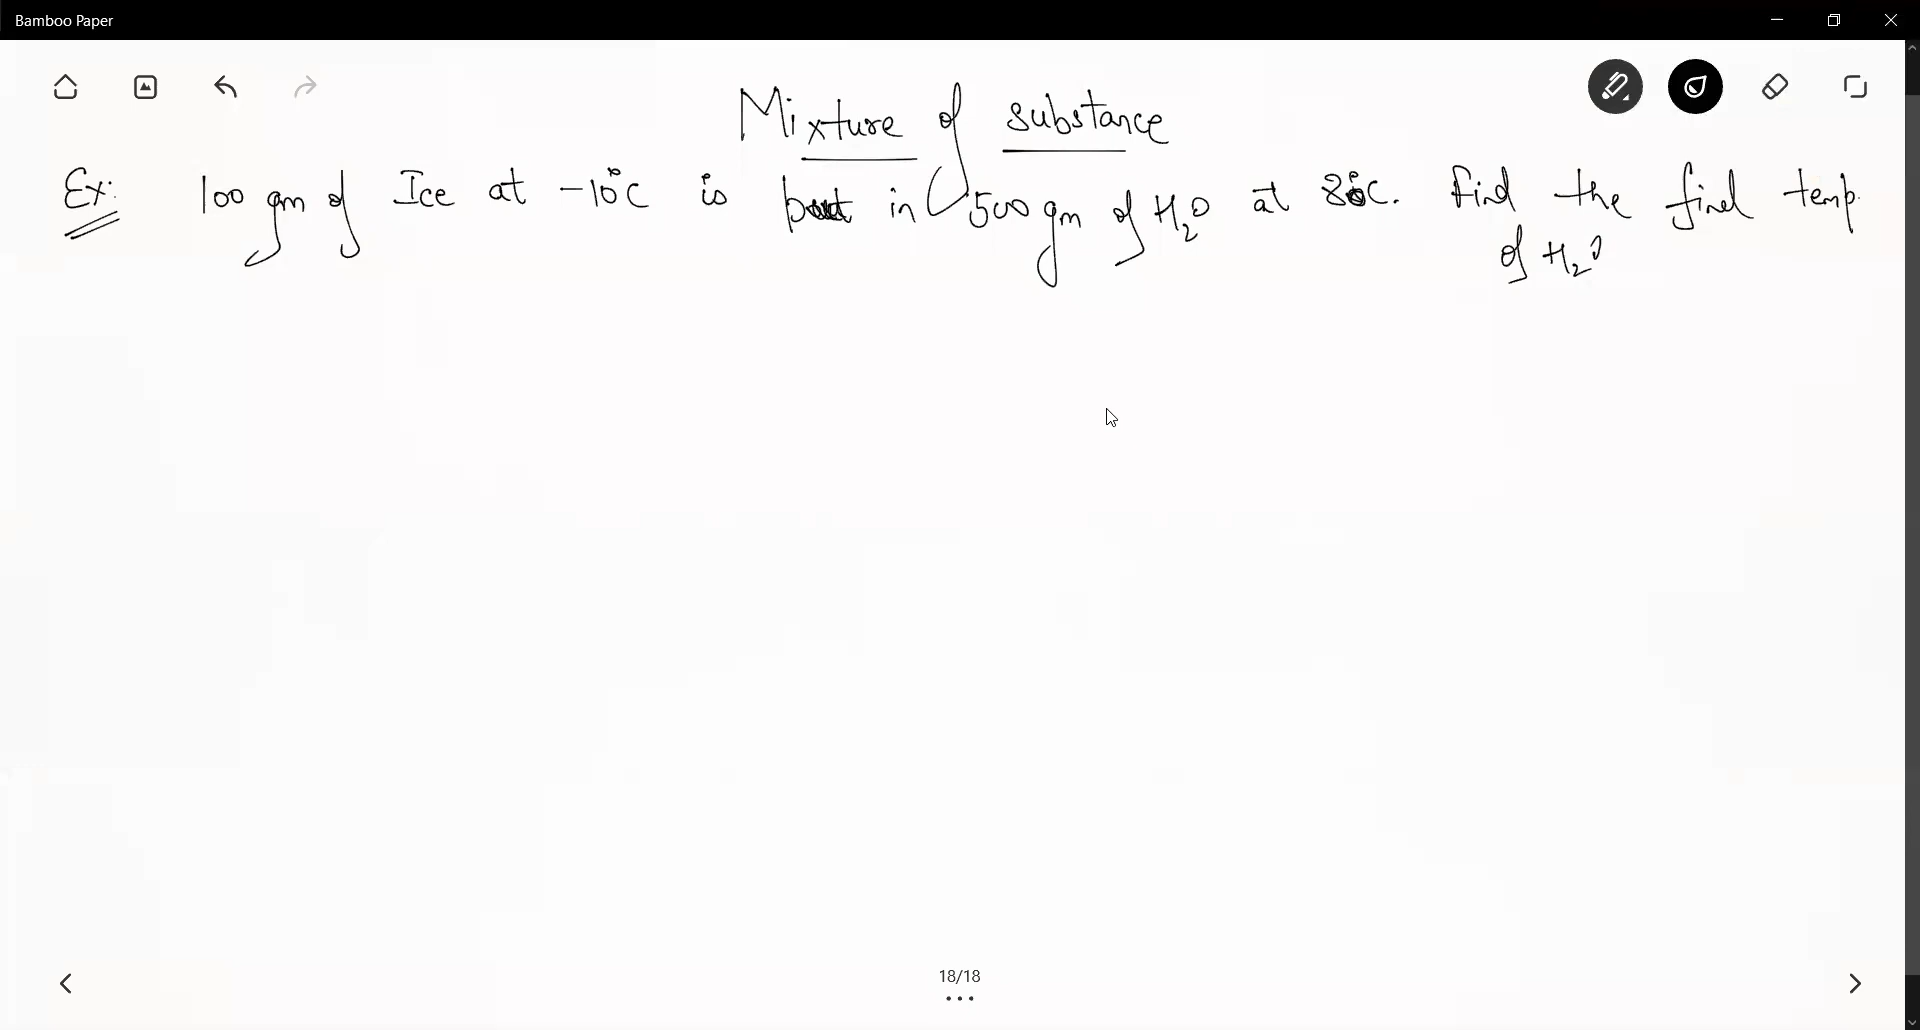 Bamboo Paper
Mixture of substance
Ex: 100 gm of Ice at -10°C is put in 500 gm of H₂O at 80°C. Find the final temp.
of H₂O
18/18